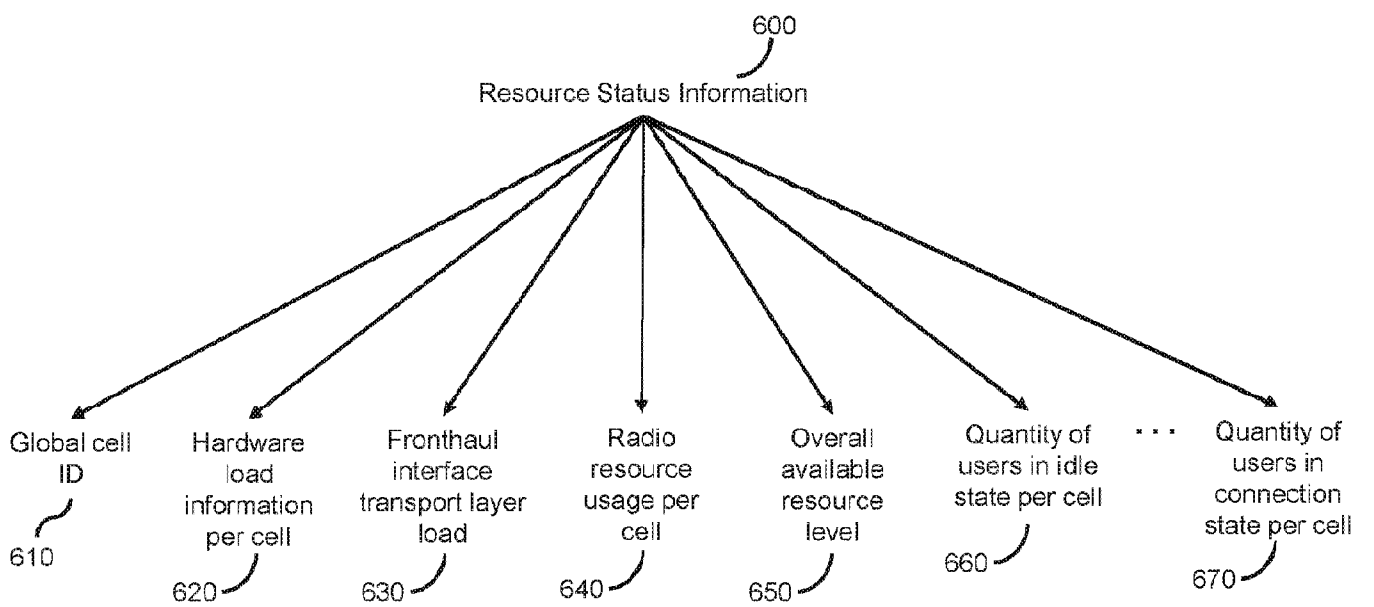 600
Resource Status Information
Global cell
ID
610
Hardware
load
information
per cell
620
Fronthaul
interface
transport layer
load
630
Radio
resource
usage per
cell
640
Overall
available
resource
level
650
Quantity of
users in idle
state per cell
660
. . .
Quantity of
users in
connection
state per cell
670